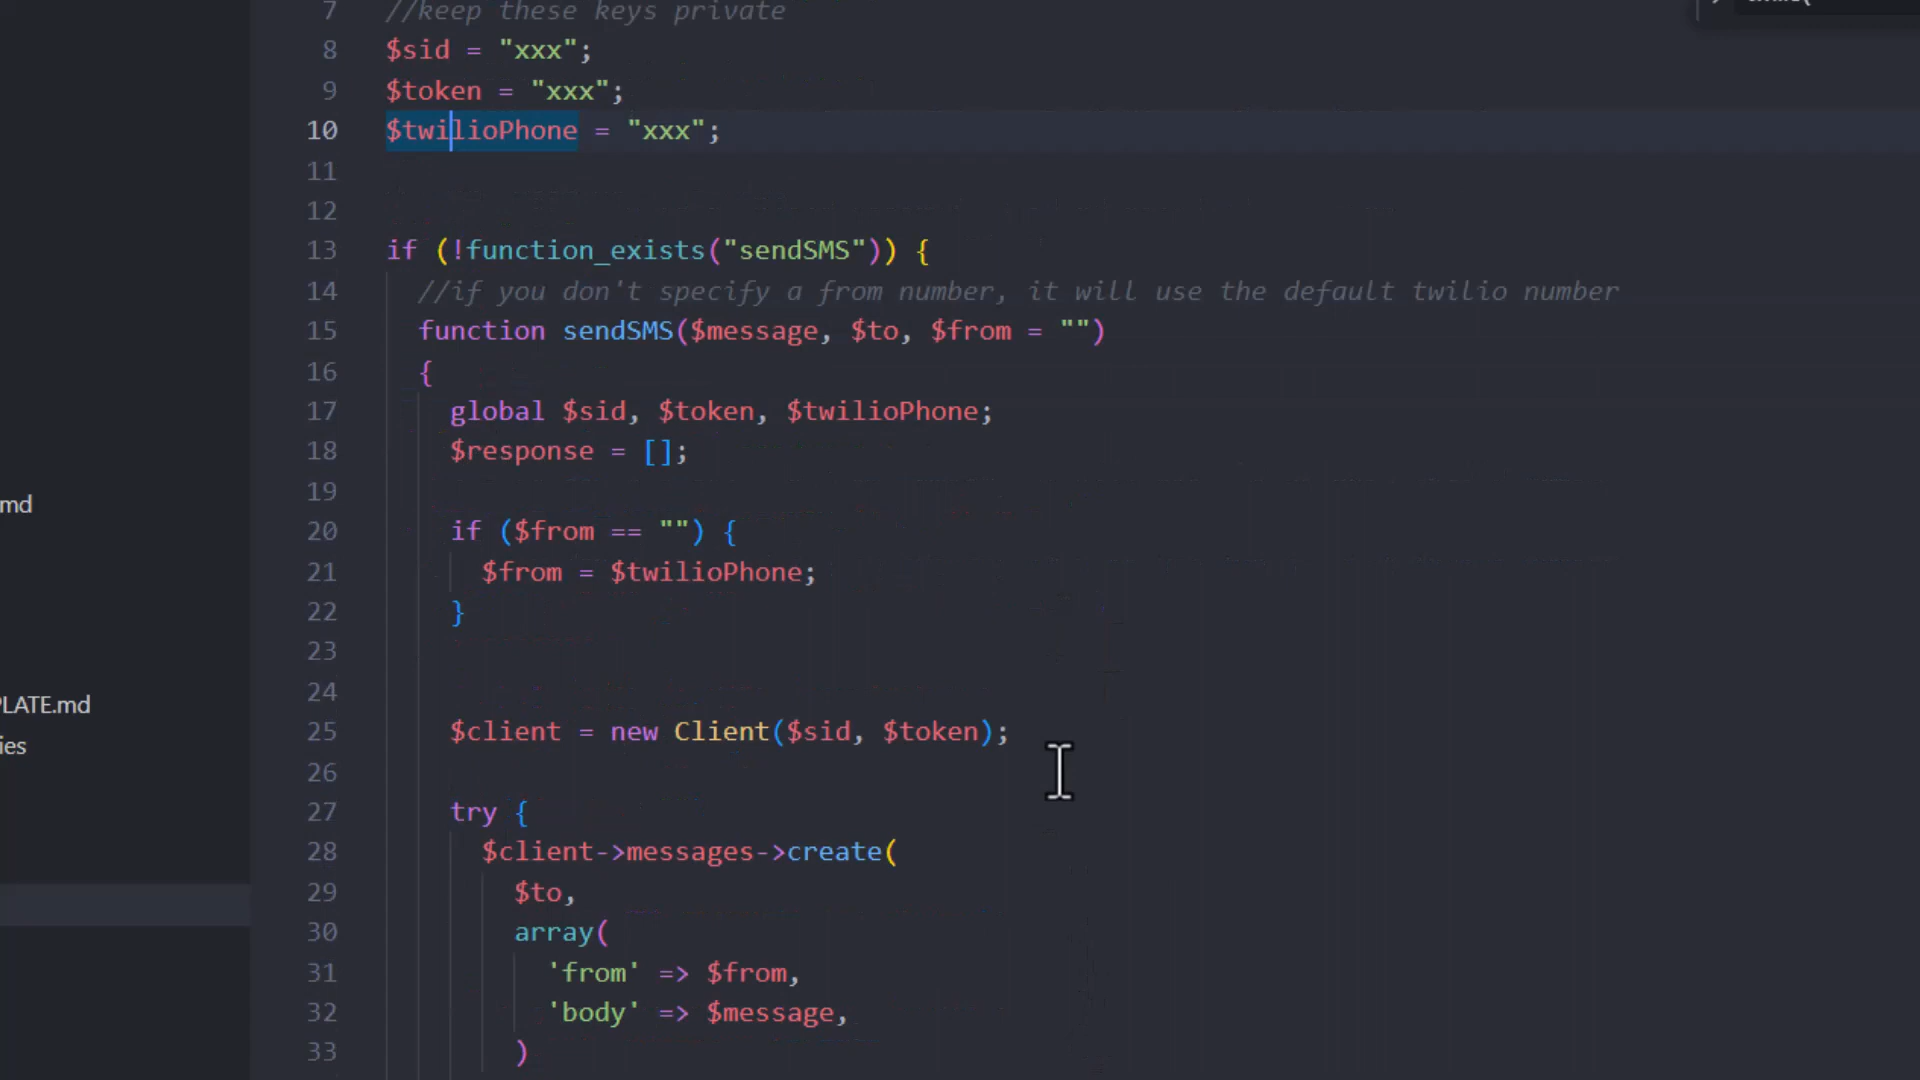 7 //keep these keys private
8 $sid = "xxx";
9 $token = "xxx";
10 $twilioPhone = "xxx";
11
12
13 if (!function_exists("sendSMS")) {
14 //if you don't specify a from number, it will use the default twilio number
15 function sendSMS($message, $to, $from = "")
16 {
17 global $sid, $token, $twilioPhone;
18 $response = [];
19
md
20 if ($from == "") {
21 $from = $twilioPhone;
22 }
23
24
PLATE.md
25 $client = new Client($sid, $token);
ies
26
27 try {
28 $client->messages->create(
29 $to,
30 array(
31 'from' => $from,
32 'body' => $message,
33 )